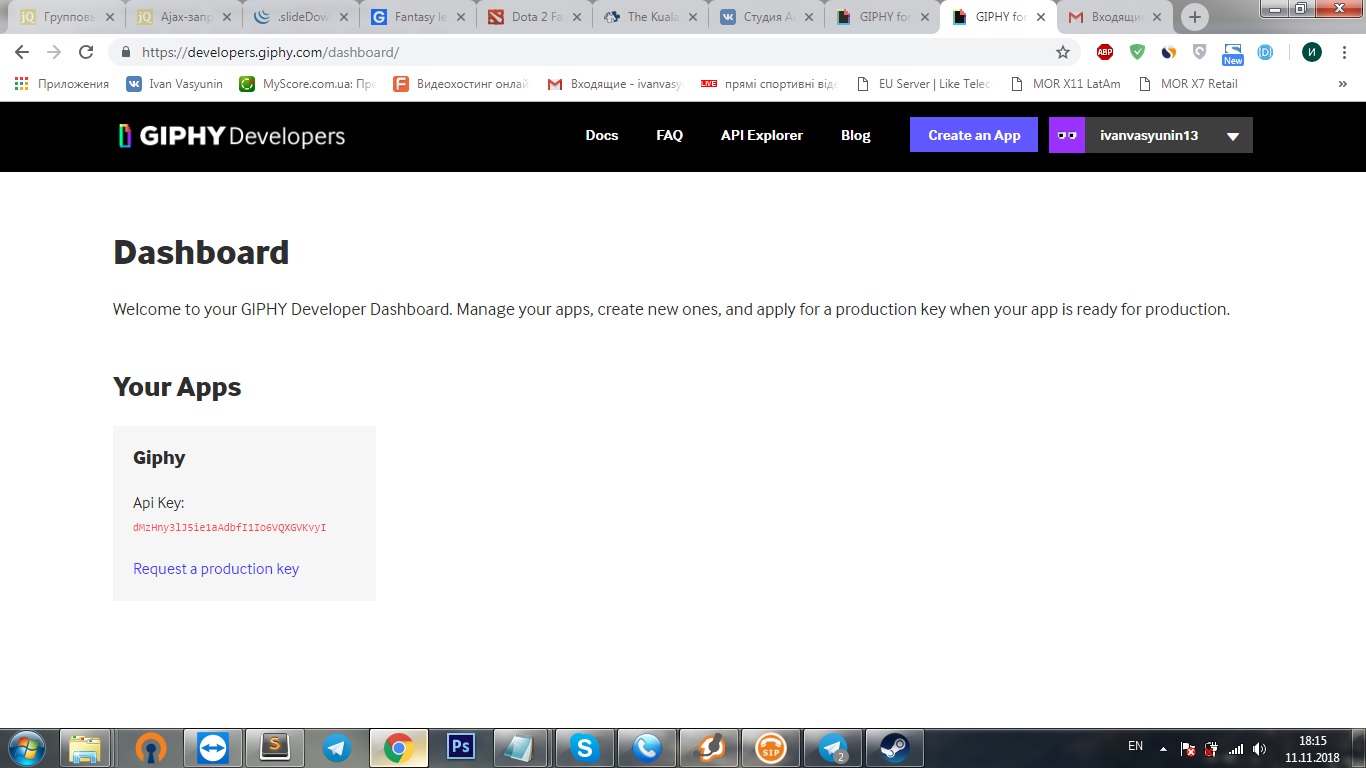 Групповь
Ajax-запр
.slideDow
Fantasy le
Dota 2 Fa
The Kuala
Студия Ал
GIPHY for
GIPHY for
Входящи
https://developers.giphy.com/dashboard/
ABP
New
И
Приложения
Ivan Vasyunin
MyScore.com.ua: Пре
Видеохостинг онлай
Входящие - ivanvasy
LIVE
прямі спортивні від
EU Server | Like Telec
MOR X11 LatAm
MOR X7 Retail
»
GIPHY Developers
Docs
FAQ
API Explorer
Blog
Create an App
ivanvasyunin13
Dashboard
Welcome to your GIPHY Developer Dashboard. Manage your apps, create new ones, and apply for a production key when your app is ready for production.
Your Apps
Giphy
Api Key:
dMzHny3lJ5ie1aAdbfI1Io6VQXGVKvyI
Request a production key
Ps
SIP
2
EN
18:15
11.11.2018